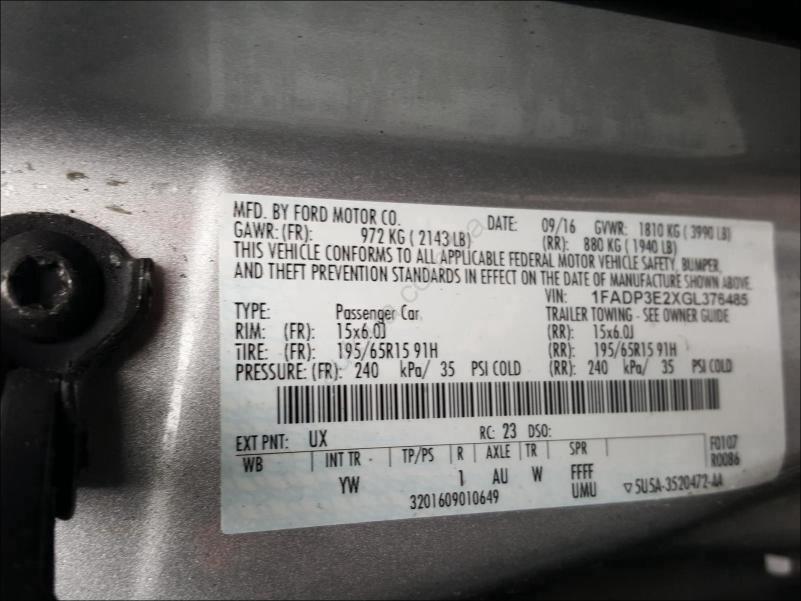 MFD. BY FORD MOTOR CO. DATE: 09/16 GVWR: 1810 KG ( 3990 LB)
GAWR: (FR): 972 KG ( 2143 LB) (RR): 880 KG ( 1940 LB)
THIS VEHICLE CONFORMS TO ALL APPLICABLE FEDERAL MOTOR VEHICLE SAFETY, BUMPER,
AND THEFT PREVENTION STANDARDS IN EFFECT ON THE DATE OF MANUFACTURE SHOWN ABOVE.
VIN: 1FADP3E2XGL376485
TYPE: Passenger Car TRAILER TOWING - SEE OWNER GUIDE
RIM: (FR): 15x6.0J (RR): 15x6.0J
TIRE: (FR): 195/65R15 91H (RR): 195/65R15 91H
PRESSURE: (FR): 240 kPa/ 35 PSI COLD (RR): 240 kPa/ 35 PSI COLD
EXT PNT: UX RC: 23 DSO: F0107
WB INT TR - TP/PS R AXLE TR SPR R0086
YW 1 AU W FFFF
3201609010649 UMU ▽5U5A-3520472-AA